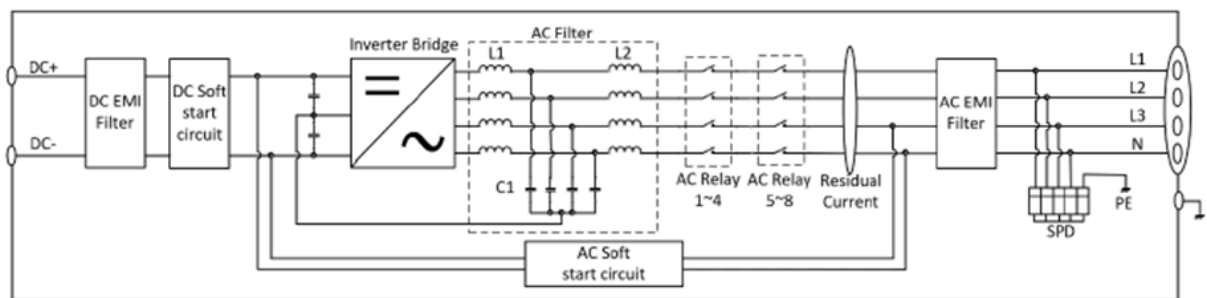 AC Filter
Inverter Bridge
L1
L2
L1
DC+
DC EMI
Filter
DC Soft
start
circuit
L2
AC EMI
Filter
L3
DC-
N
C1
AC Relay
1~4
AC Relay
5~8
Residual
Current
PE
SPD
AC Soft
start circuit